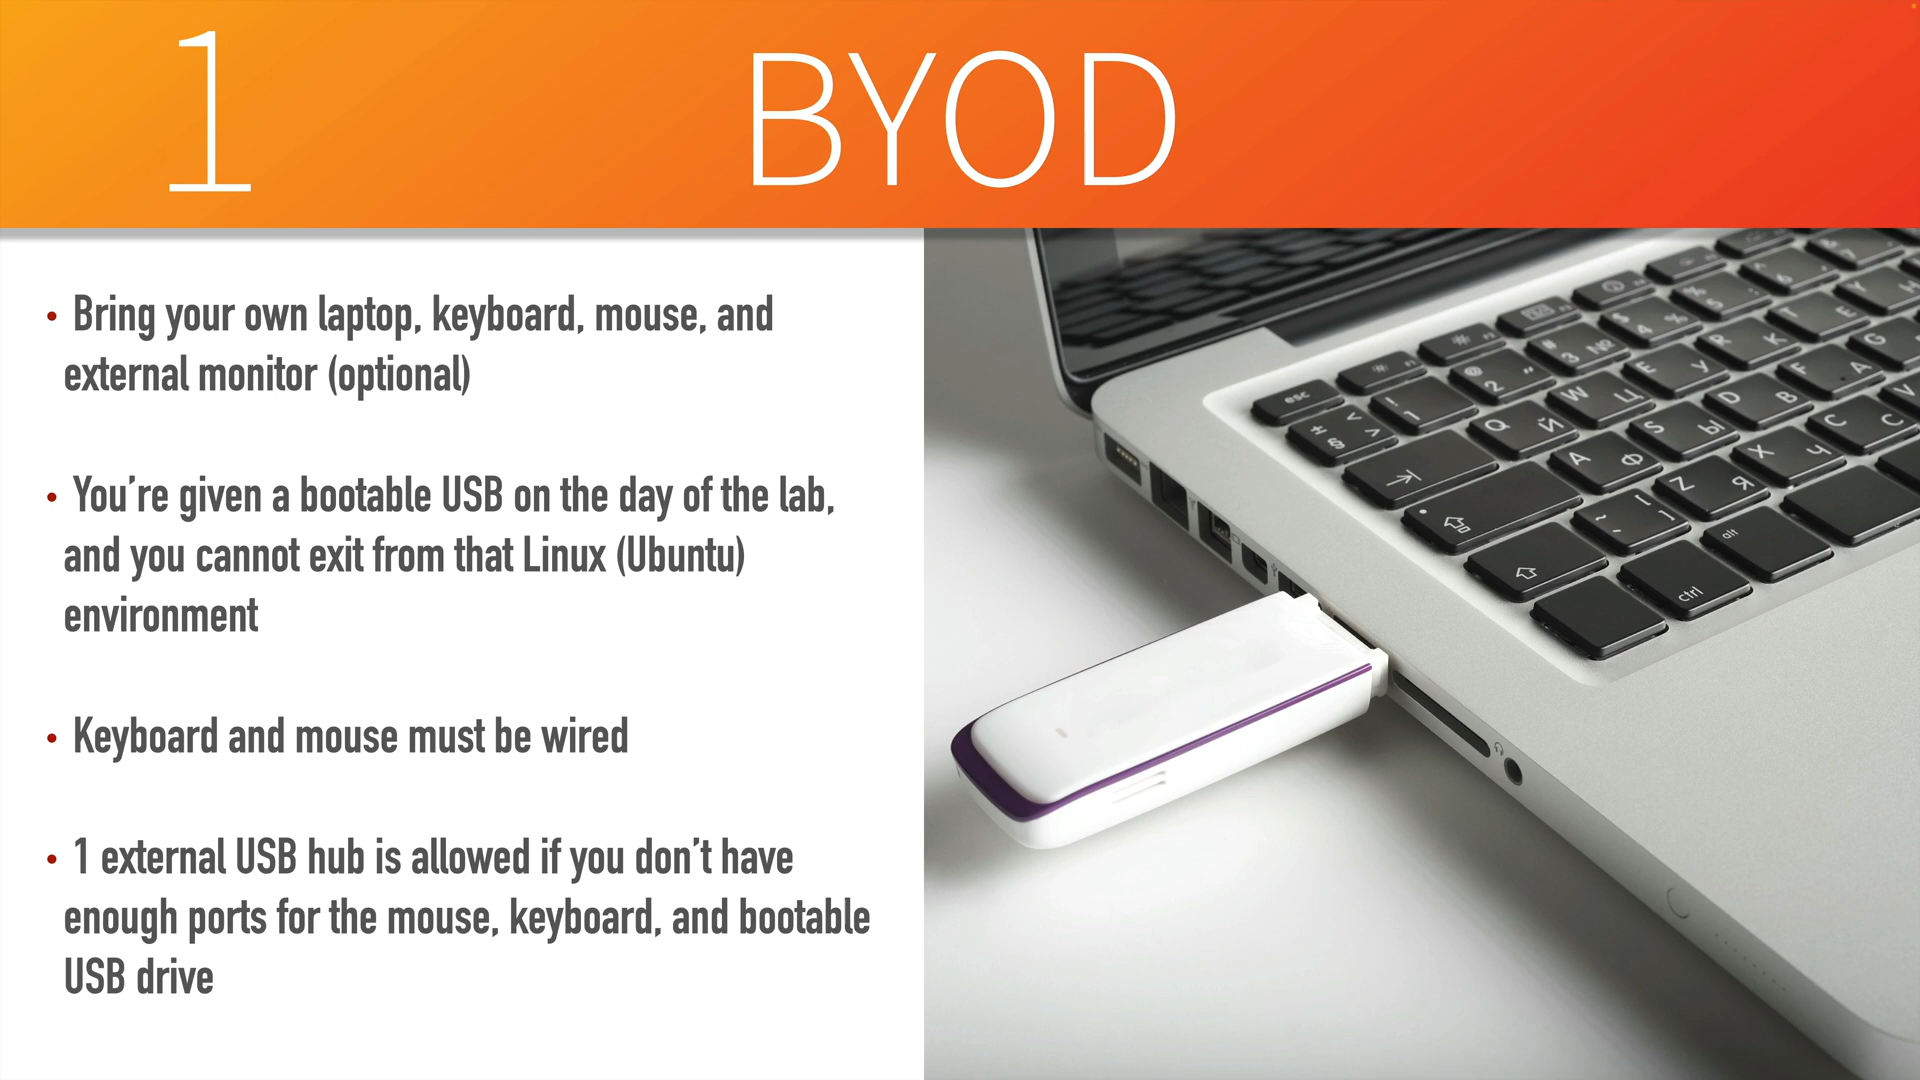 1 BYOD
• Bring your own laptop, keyboard, mouse, and
external monitor (optional)
• You’re given a bootable USB on the day of the lab,
and you cannot exit from that Linux (Ubuntu)
environment
• Keyboard and mouse must be wired
• 1 external USB hub is allowed if you don’t have
enough ports for the mouse, keyboard, and bootable
USB drive
esc
alt
ctrl